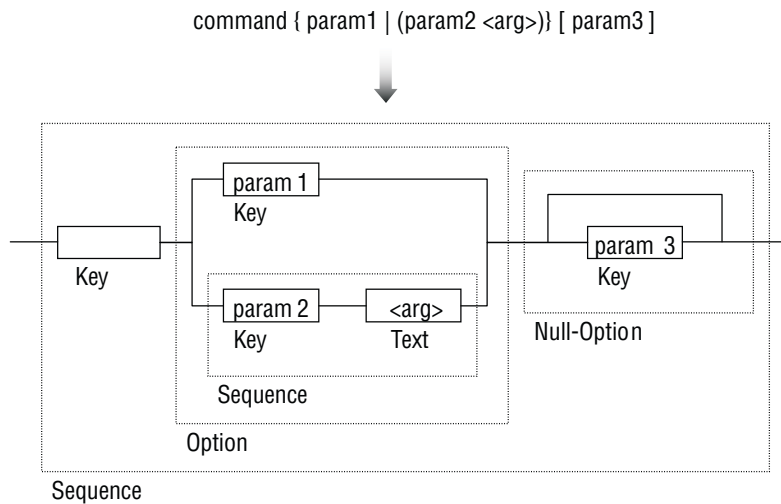 command { param1 | (param2 <arg>)} [ param3 ]
param 1
Key
Key
param 3
Key
param 2
<arg>
Key
Text
Null-Option
Sequence
Option
Sequence